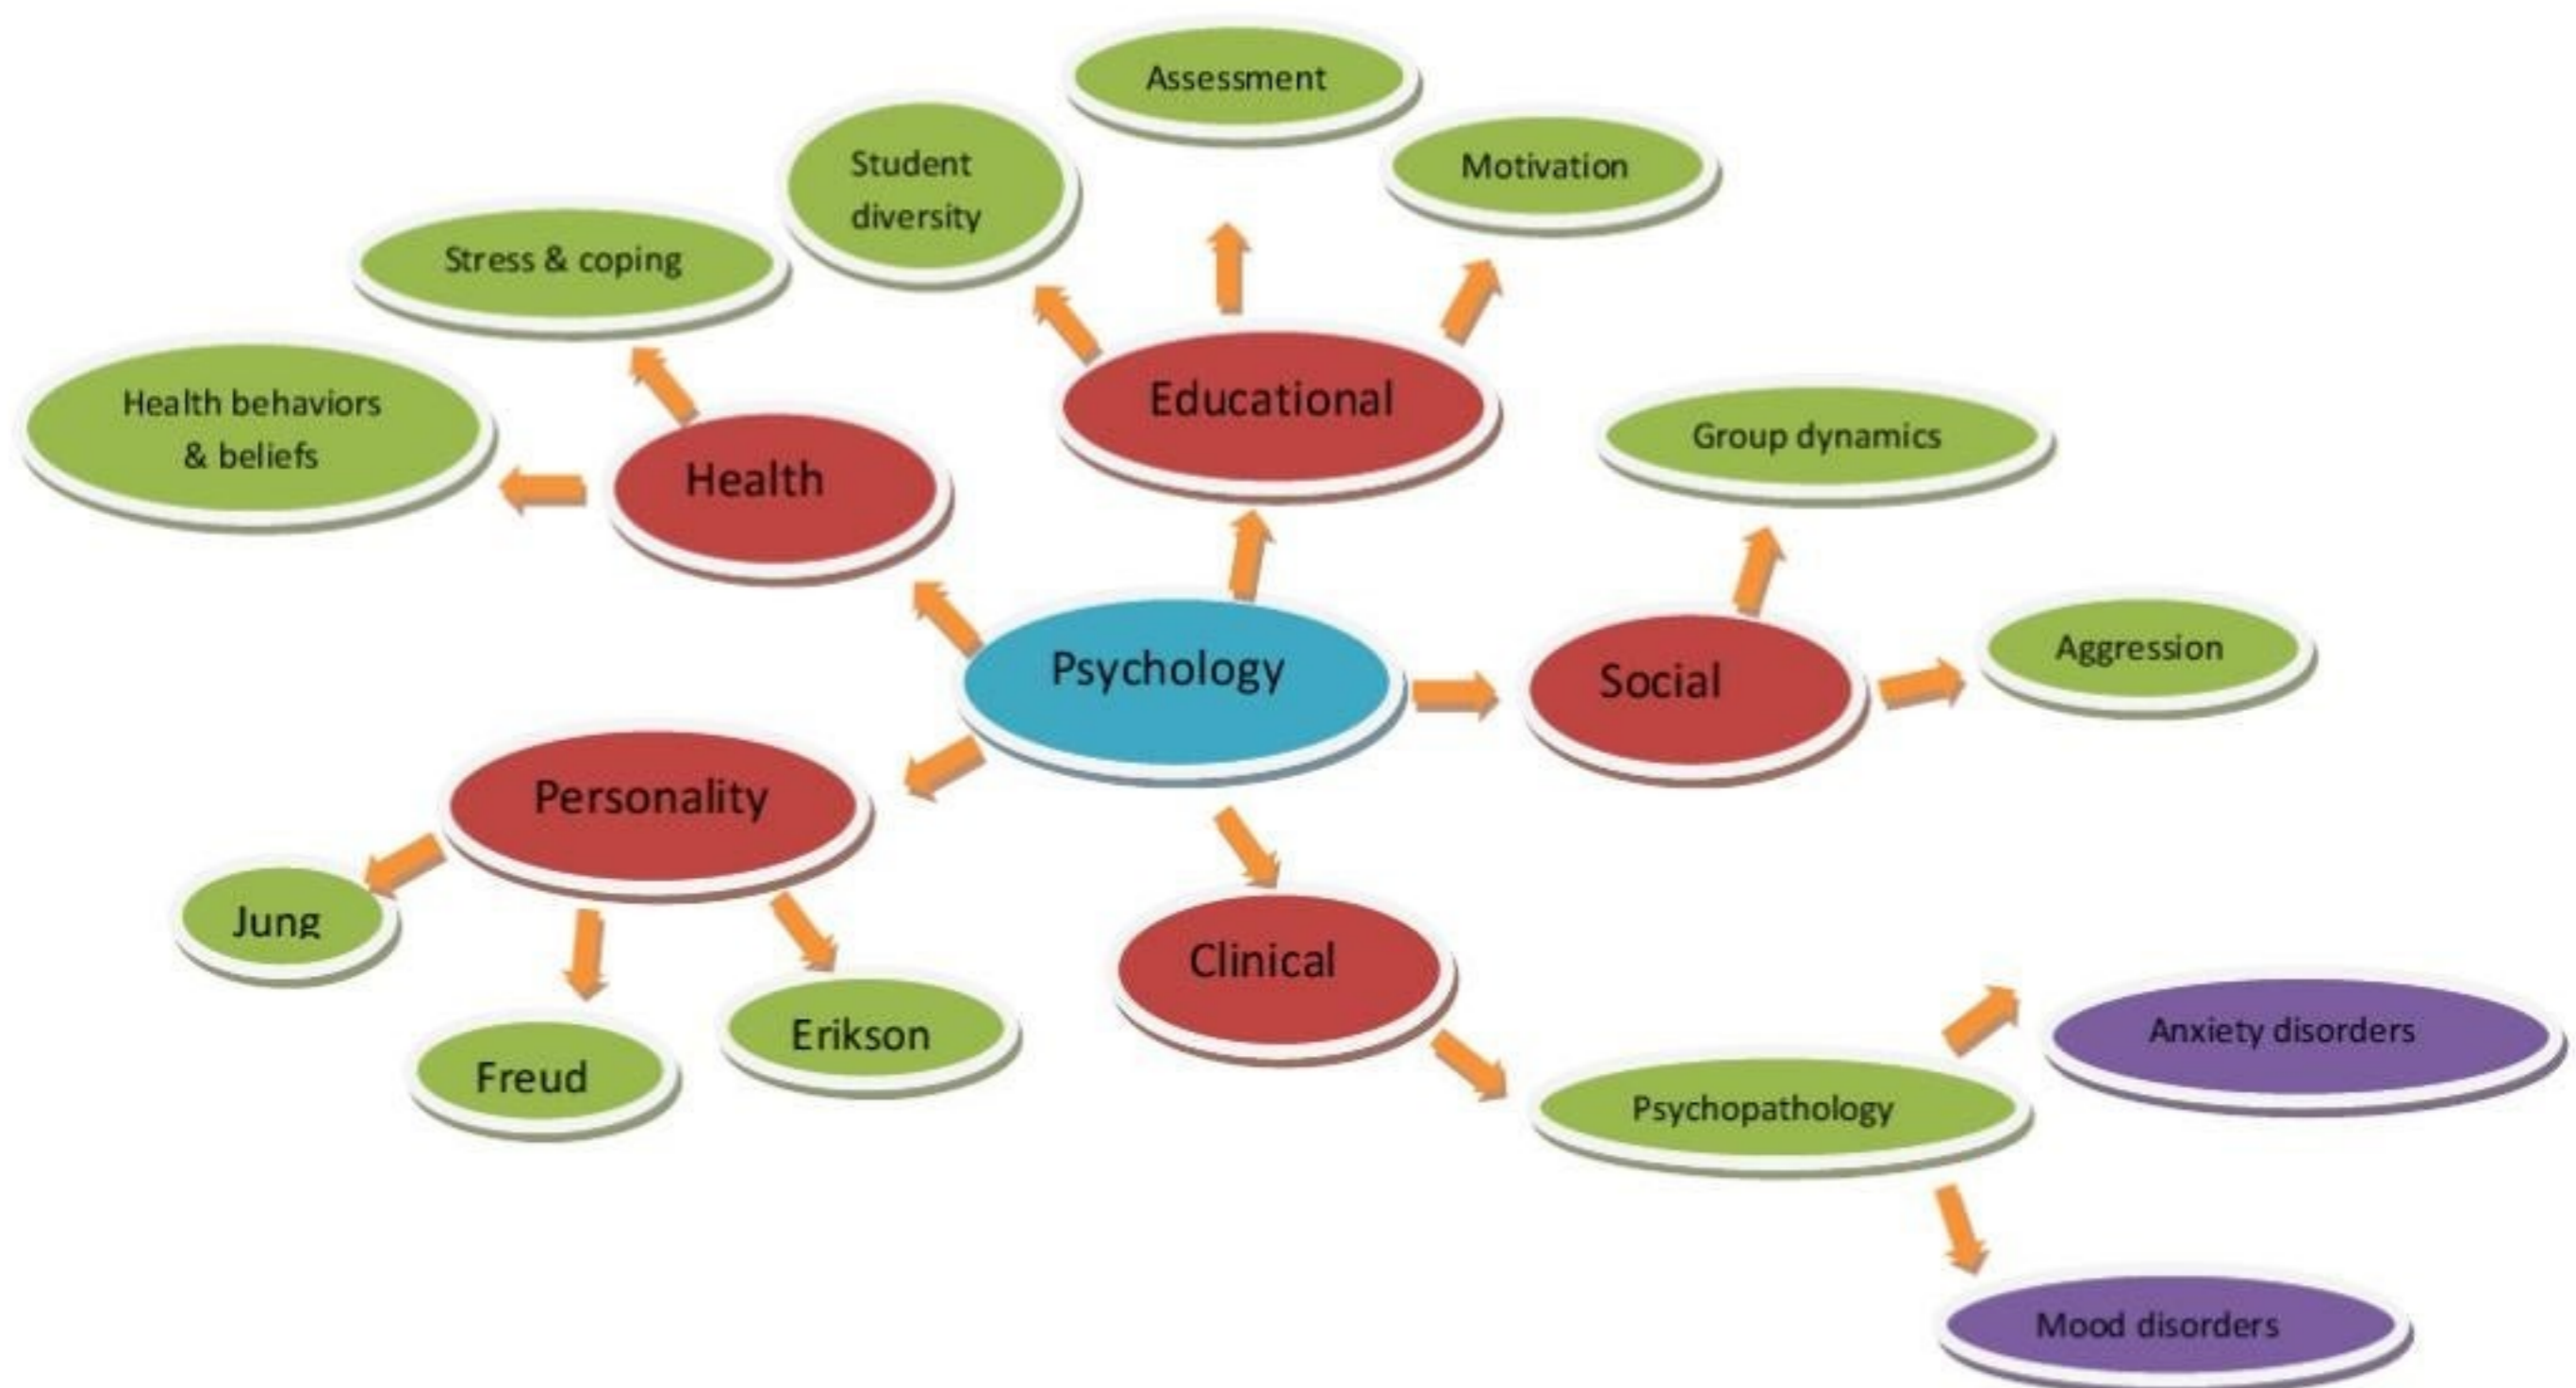 Assessment
Student
diversity
Motivation
Stress & coping
Health behaviors
& beliefs
Educational
Group dynamics
Health
Psychology
Social
Aggression
Personality
Jung
Clinical
Freud
Erikson
Anxiety disorders
Psychopathology
Mood disorders